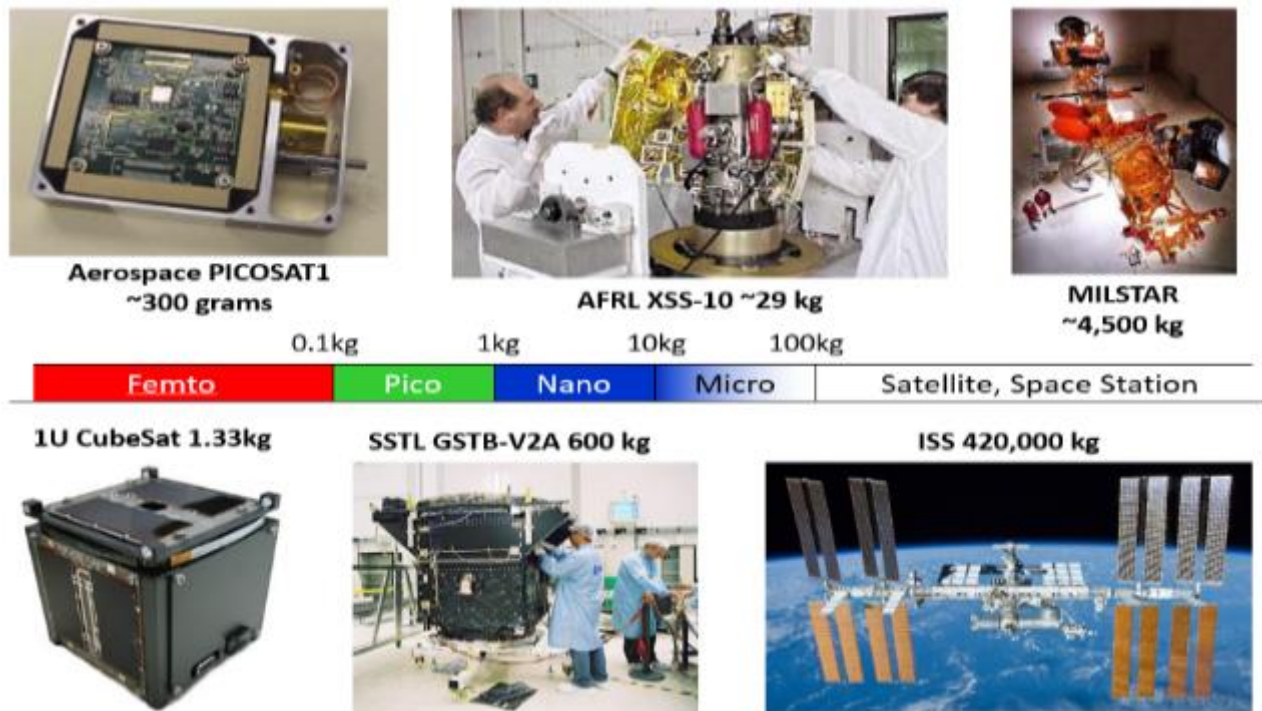 Aerospace PICOSAT1
~300 grams
AFRL XSS-10 ~29 kg
MILSTAR
~4,500 kg
0.1kg 1kg 10kg 100kg
Femto Pico Nano Micro Satellite, Space Station
1U CubeSat 1.33kg
SSTL GSTB-V2A 600 kg
ISS 420,000 kg